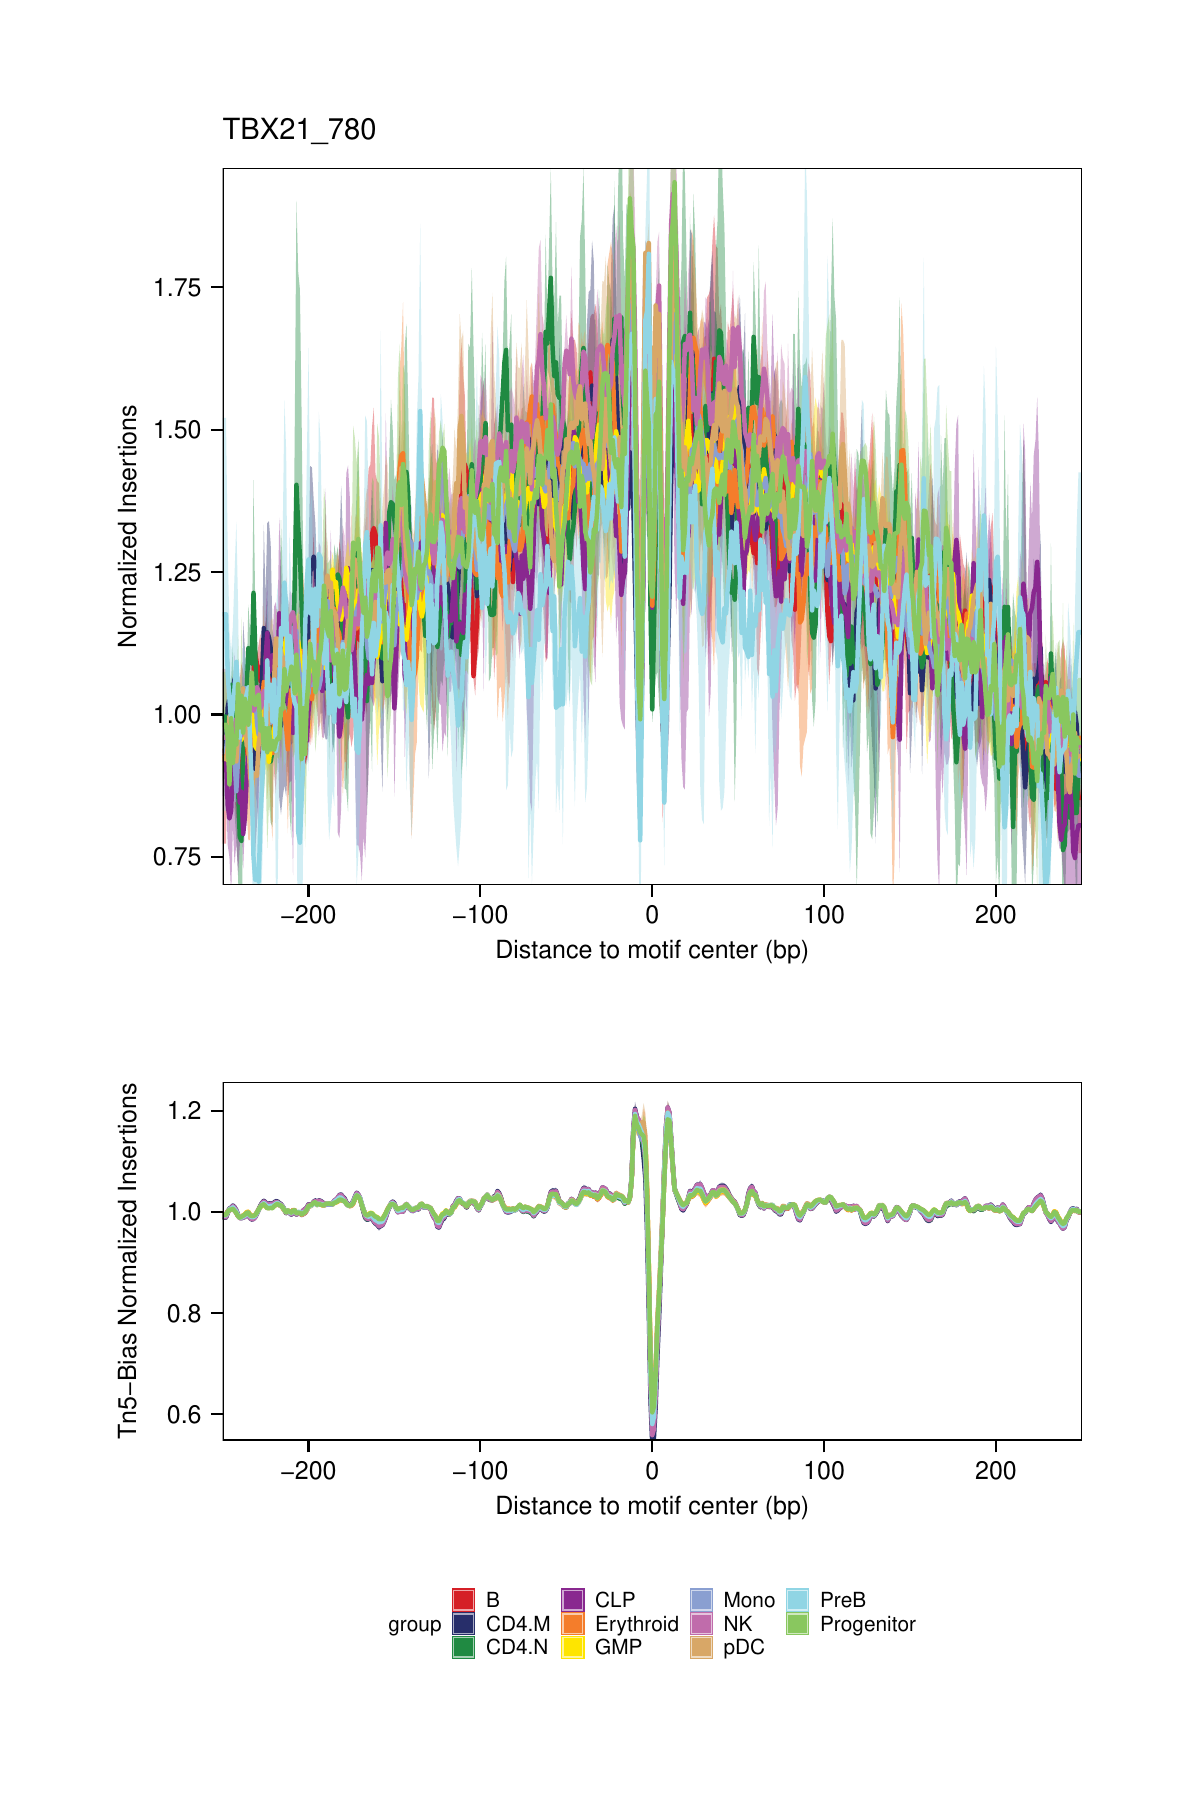 TBX21_780
Normalized Insertions
1.75
1.50
1.25
1.00
0.75
−200 −100 0 100 200
Distance to motif center (bp)
Tn5−Bias Normalized Insertions
1.2
1.0
0.8
0.6
−200 −100 0 100 200
Distance to motif center (bp)
B CLP Mono PreB
group CD4.M Erythroid NK Progenitor
CD4.N GMP pDC